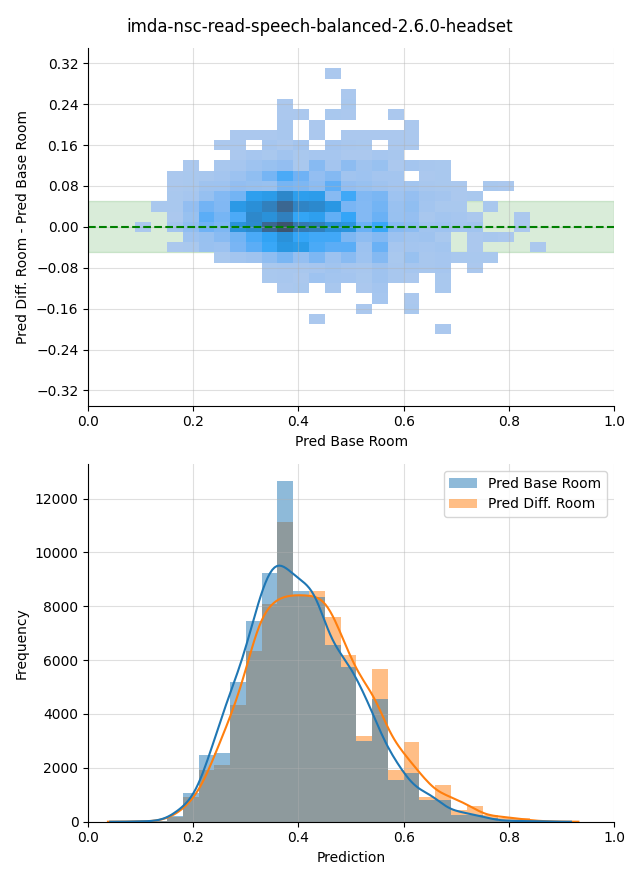 imda-nsc-read-speech-balanced-2.6.0-headset
Pred Diff. Room - Pred Base Room
0.32
0.24
0.16
0.08
0.00
−0.08
−0.16
−0.24
−0.32
0.0 0.2 0.4 0.6 0.8 1.0
Pred Base Room
Frequency
12000
10000
8000
6000
4000
2000
0
Pred Base Room
Pred Diff. Room
0.0 0.2 0.4 0.6 0.8 1.0
Prediction